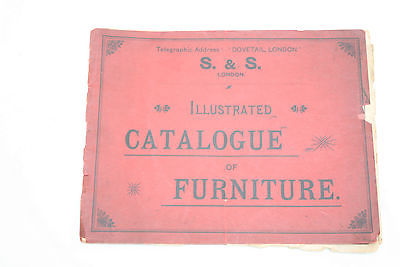 Telegraphic Address "DOVETAIL, LONDON"
S. & S.
LONDON
ILLUSTRATED
CATALOGUE
OF
FURNITURE.